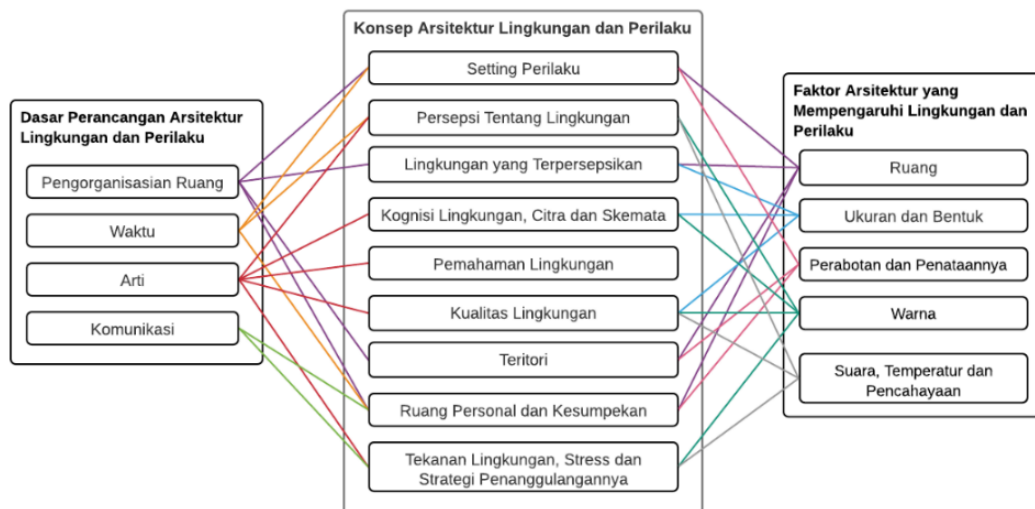 Konsep Arsitektur Lingkungan dan Perilaku
Setting Perilaku
Persepsi Tentang Lingkungan
Lingkungan yang Terpersepsikan
Kognisi Lingkungan, Citra dan Skemata
Pemahaman Lingkungan
Kualitas Lingkungan
Teritori
Ruang Personal dan Kesumpekan
Tekanan Lingkungan, Stress dan
Strategi Penanggulangannya
Dasar Perancangan Arsitektur
Lingkungan dan Perilaku
Pengorganisasian Ruang
Waktu
Arti
Komunikasi
Faktor Arsitektur yang
Mempengaruhi Lingkungan dan
Perilaku
Ruang
Ukuran dan Bentuk
Perabotan dan Penataannya
Warna
Suara, Temperatur dan
Pencahayaan